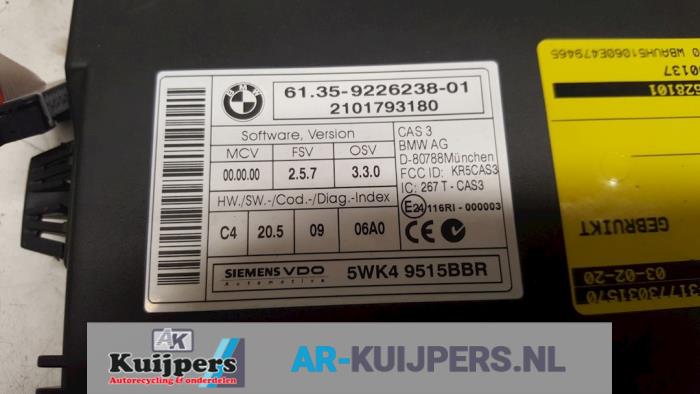 BMW
61.35-9226238-01
2101793180
Software, Version
MCV FSV OSV
00.00.00 2.5.7 3.3.0
HW./SW.-/Cod.-/Diag.-Index
C4 20.5 09 06A0
CAS 3
BMW AG
D-80788München
FCC ID: KR5CAS3
IC: 267 T - CAS3
E24 116RI - 000003
SIEMENS VDO
Automotive
5WK4 9515BBR
GEBRUIKT
03-02-20
AK
Kuijpers
Autorecycling & onderdelen
AR-KUIJPERS.NL